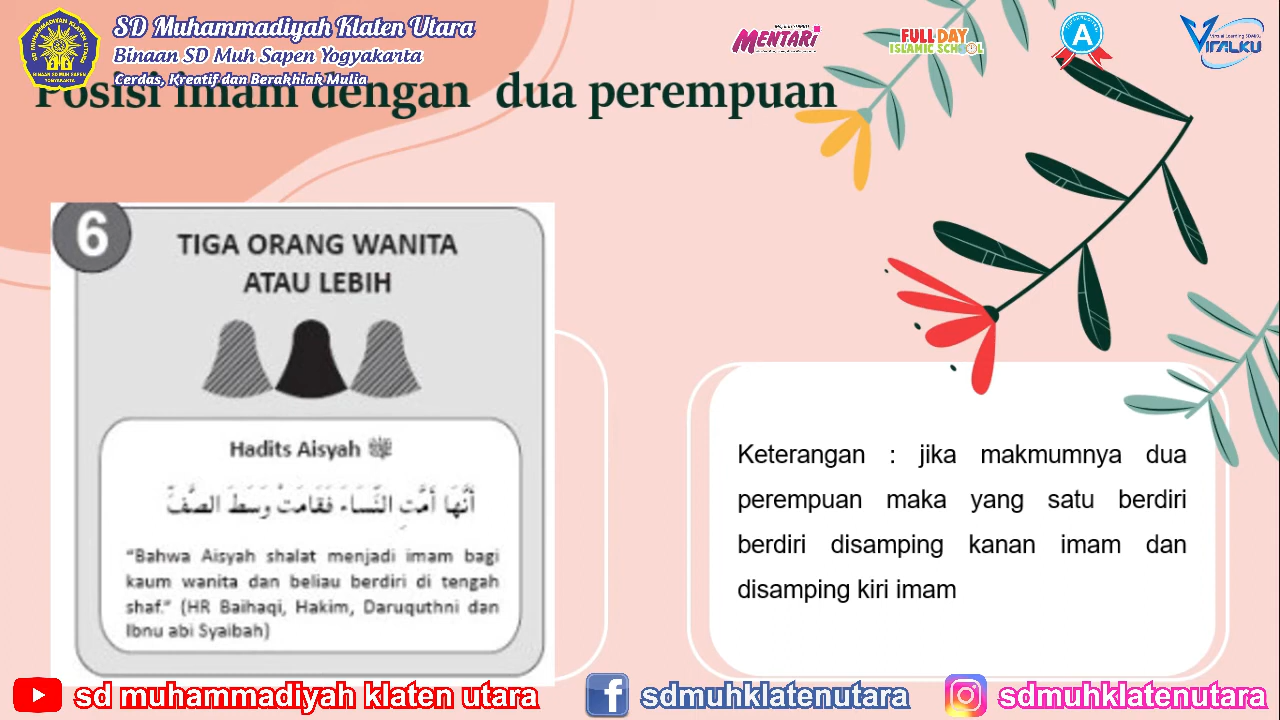 SD Muhammadiyah Klaten Utara
Binaan SD Muh Sapen Yogyakarta
Cerdas, Kreatif dan Berakhlak Mulia
MENTARI
FULL DAY
ISLAMIC SCHOOL
A
VIRALKU
Posisi imam dengan dua perempuan
6
TIGA ORANG WANITA
ATAU LEBIH
Hadits Aisyah
أَنَّهَا أَمَّتِ النِّسَاءَ فَقَامَتْ وَسَطَ الصَّفِّ
“Bahwa Aisyah shalat menjadi imam bagi
kaum wanita dan beliau berdiri di tengah
shaf.” (HR Baihaqi, Hakim, Daruquthni dan
Ibnu abi Syaibah)
Keterangan : jika makmumnya dua
perempuan maka yang satu berdiri
berdiri disamping kanan imam dan
disamping kiri imam
sd muhammadiyah klaten utara
sdmuhklatenutara
sdmuhklatenutara